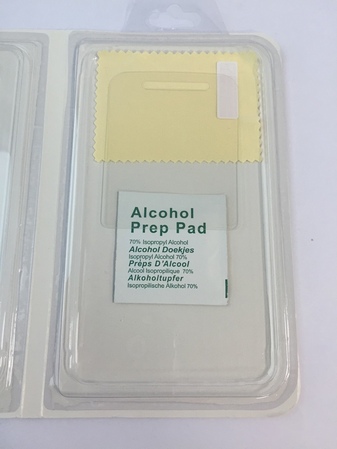 Alcohol
Prep Pad
70% Isopropyl Alcohol
Alcohol Doekjes
Isopropyl Alcohol 70%
Prèps D'Alcool
Alcool Isopropilique 70%
Alkoholtupfer
Isopropilische Alkohol 70%